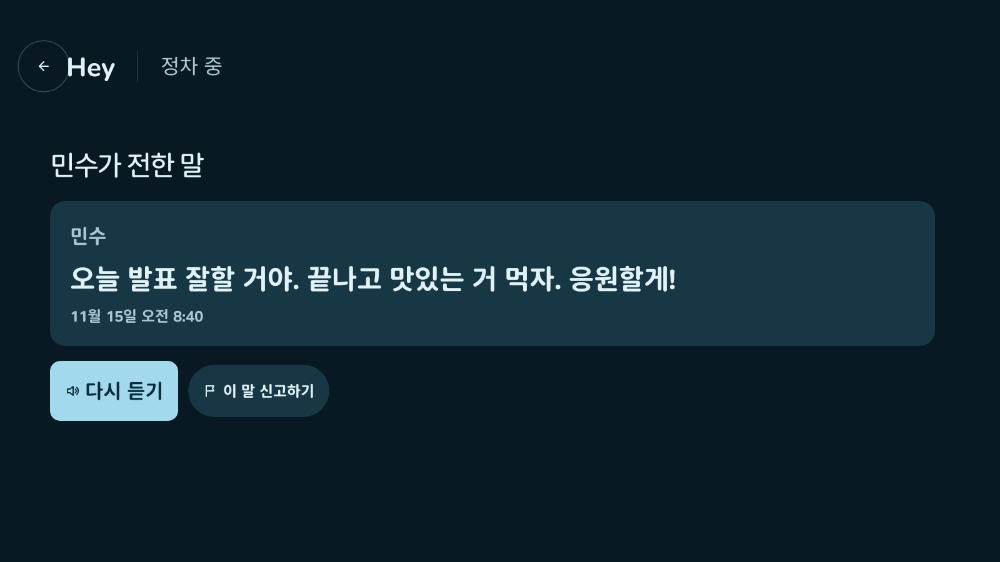 Hey
정차 중
민수가 전한 말
민수
오늘 발표 잘할 거야. 끝나고 맛있는 거 먹자. 응원할게!
11월 15일 오전 8:40
다시 듣기
이 말 신고하기